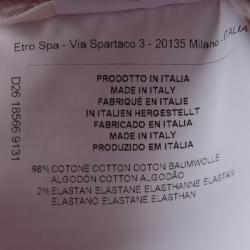 Etro Spa - Via Spartaco 3 - 20135 Milano - ITALIA
D26 18566 9131
PRODOTTO IN ITALIA
MADE IN ITALY
FABRIQUÉ EN ITALIE
IN ITALIEN HERGESTELLT
FABRICADO EN ITALIA
MADE IN ITALY
PRODUZIDO EM ITÀLIA
98% COTONE COTTON COTON BAUMWOLLE
ALGODÓN COTTON ALGODÃO
2% ELASTAN ELASTANE ELASTHANNE ELASTAN
ELASTANO ELASTANE ELASTHAN